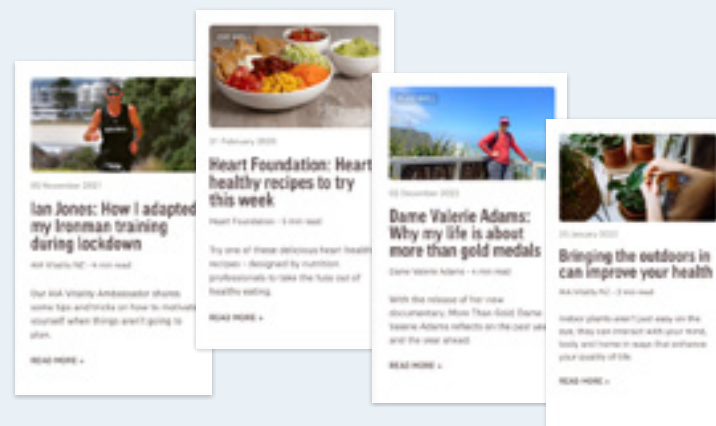 03 November 2021
Ian Jones: How I adapted
my Ironman training
during lockdown
AIA Vitality NZ - 4 min read
Our AIA Vitality Ambassador shares
some tips and tricks on how to motivate
yourself when things aren't going to
plan.
READ MORE »
21 February 2020
Heart Foundation: Heart
healthy recipes to try
this week
Heart Foundation - 5 min read
Try one of these delicious heart health
recipes - designed by nutrition
professionals to take the fuss out of
healthy eating.
READ MORE »
02 December 2021
Dame Valerie Adams:
Why my life is about
more than gold medals
Dame Valerie Adams - 4 min read
With the release of her new
documentary, More Than Gold, Dame
Valerie Adams reflects on the past year
and the year ahead.
READ MORE »
January
Bringing the outdoors in
can improve your health
AIA Vitality NZ - 2 min read
Indoor plants aren't just easy on the
eye, they can interact with your mind,
body and home in ways that enhance
your quality of life.
READ MORE »